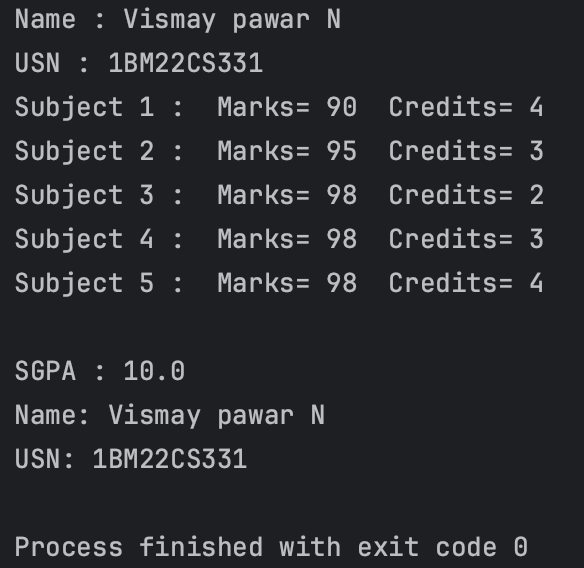 Name : Vismay pawar N
USN : 1BM22CS331
Subject 1 :  Marks= 90  Credits= 4
Subject 2 :  Marks= 95  Credits= 3
Subject 3 :  Marks= 98  Credits= 2
Subject 4 :  Marks= 98  Credits= 3
Subject 5 :  Marks= 98  Credits= 4
SGPA : 10.0
Name: Vismay pawar N
USN: 1BM22CS331
Process finished with exit code 0